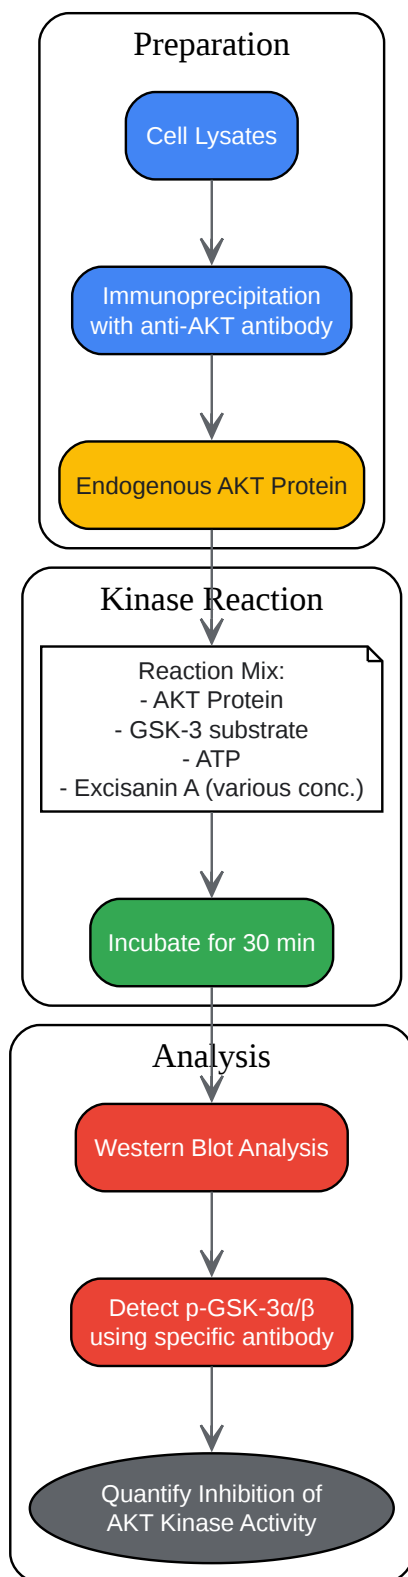 Preparation
Cell Lysates
Immunoprecipitation
with anti-AKT antibody
Endogenous AKT Protein
Kinase Reaction
Reaction Mix:
- AKT Protein
- GSK-3 substrate
- ATP
- Excisanin A (various conc.)
Incubate for 30 min
Analysis
Western Blot Analysis
Detect p-GSK-3α/β
using specific antibody
Quantify Inhibition of
AKT Kinase Activity